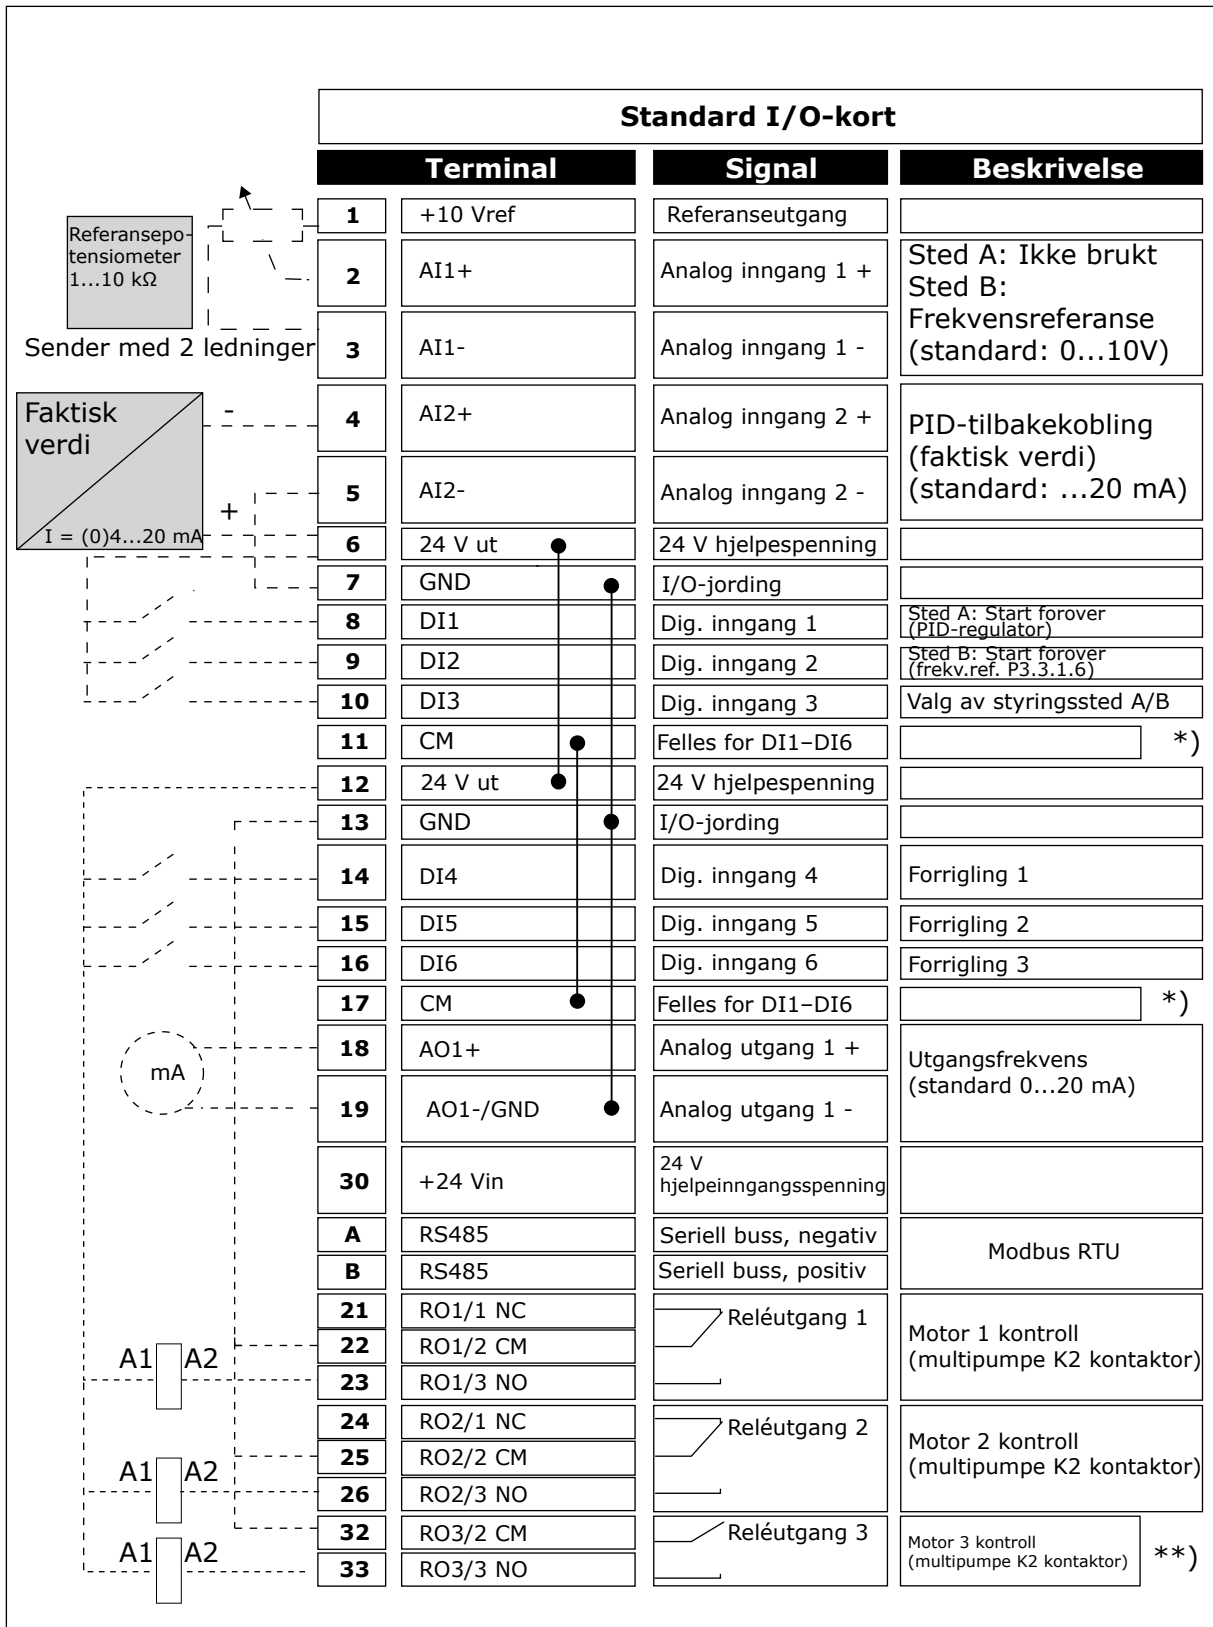 Standard I/O-kort
Terminal Signal Beskrivelse
Referansepo-
tensiometer
1...10 kΩ
1 +10 Vref Referanseutgang
2 AI1+ Analog inngang 1 +
Sted A: Ikke brukt
Sted B:
Frekvensreferanse
(standard: 0...10V)
Sender med 2 ledninger
3 AI1- Analog inngang 1 -
Faktisk
verdi
-
+
I = (0)4...20 mA
4 AI2+ Analog inngang 2 +
PID-tilbakekobling
(faktisk verdi)
(standard: ...20 mA)
5 AI2- Analog inngang 2 -
6 24 V ut 24 V hjelpespenning
7 GND I/O-jording
8 DI1 Dig. inngang 1
Sted A: Start forover
(PID-regulator)
9 DI2 Dig. inngang 2
Sted B: Start forover
(frekv.ref. P3.3.1.6)
10 DI3 Dig. inngang 3 Valg av styringssted A/B
11 CM Felles for DI1–DI6 *)
12 24 V ut 24 V hjelpespenning
13 GND I/O-jording
14 DI4 Dig. inngang 4 Forrigling 1
15 DI5 Dig. inngang 5 Forrigling 2
16 DI6 Dig. inngang 6 Forrigling 3
17 CM Felles for DI1–DI6 *)
mA
18 AO1+ Analog utgang 1 +
Utgangsfrekvens
(standard 0...20 mA)
19 AO1-/GND Analog utgang 1 -
30 +24 Vin
24 V
hjelpeinngangsspenning
A RS485 Seriell buss, negativ
Modbus RTU
B RS485 Seriell buss, positiv
21 RO1/1 NC Reléutgang 1
22 RO1/2 CM
Motor 1 kontroll
(multipumpe K2 kontaktor)
A1 A2
23 RO1/3 NO
24 RO2/1 NC Reléutgang 2
25 RO2/2 CM
Motor 2 kontroll
(multipumpe K2 kontaktor)
A1 A2
26 RO2/3 NO
32 RO3/2 CM Reléutgang 3
Motor 3 kontroll
(multipumpe K2 kontaktor)
**)
A1 A2
33 RO3/3 NO